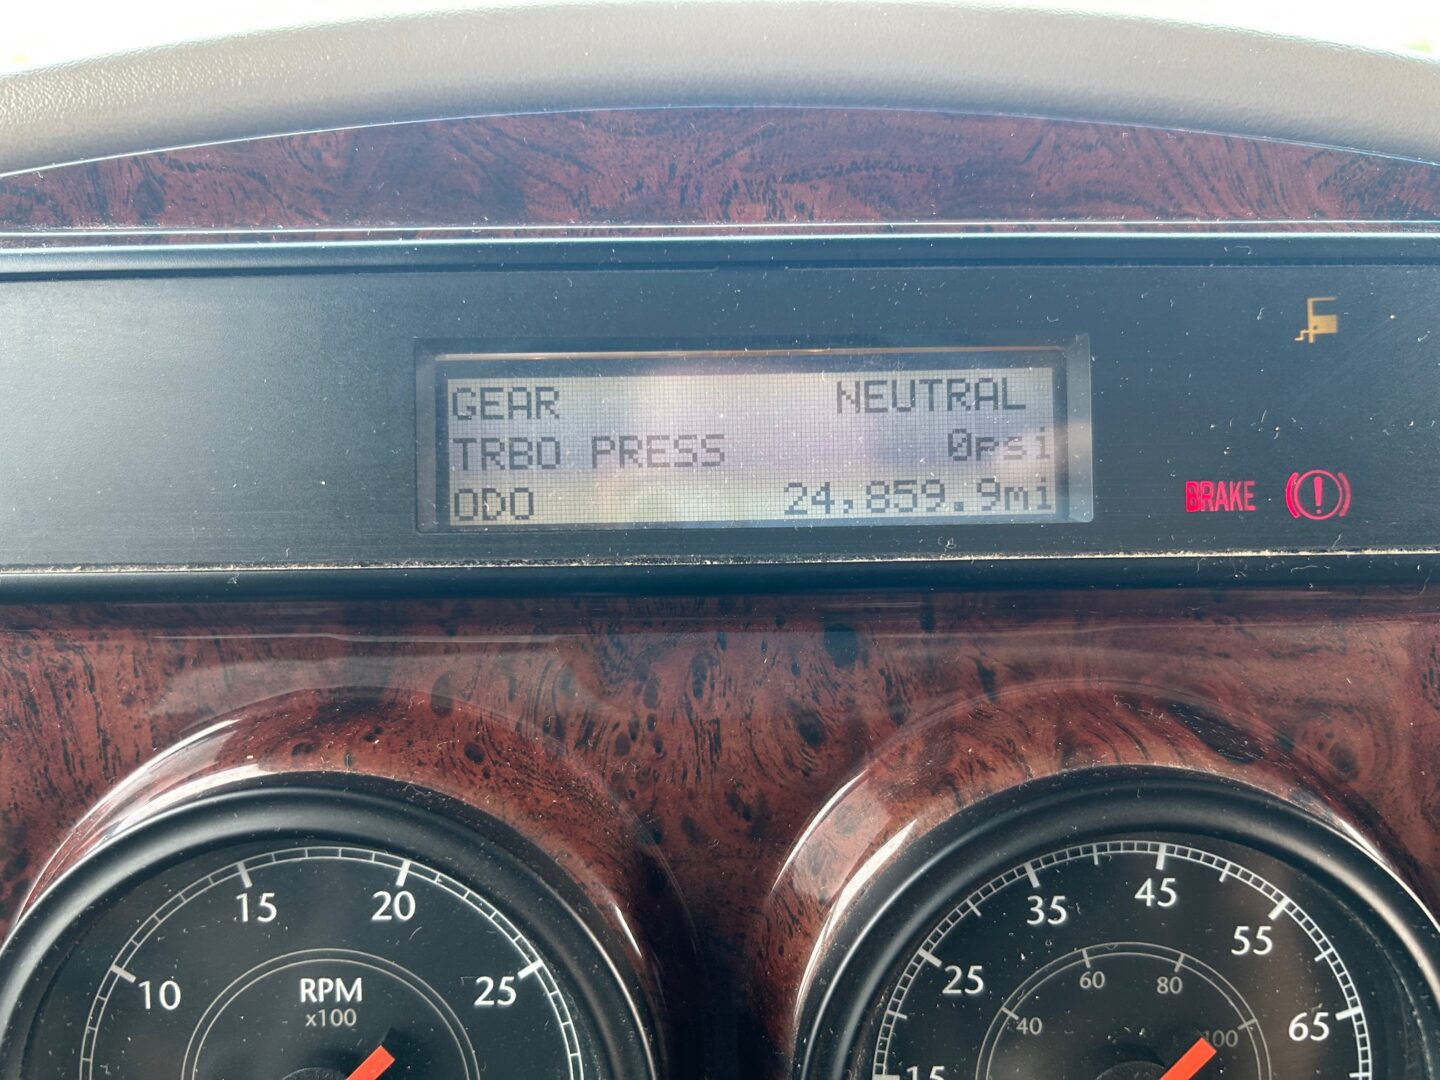 GEAR NEUTRAL
TRBO PRESS 0psi
ODO 24,859.9mi
BRAKE
10 15 20 25
RPM
x100
15 25 35 45 55 65
40 60 80 100